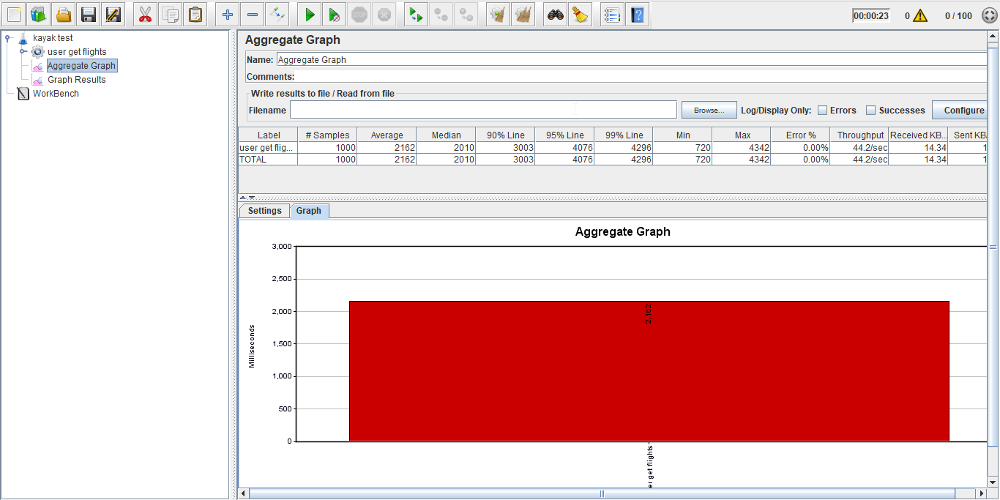 STOP
00:00:23 0 0 / 100
kayak test
user get flights
Aggregate Graph
Graph Results
WorkBench
Aggregate Graph
Name: Aggregate Graph
Comments:
Write results to file / Read from file
Filename Browse... Log/Display Only: Errors Successes Configure
Label # Samples Average Median 90% Line 95% Line 99% Line Min Max Error % Throughput Received KB... Sent KB
user get flig... 1000 2162 2010 3003 4076 4296 720 4342 0.00% 44.2/sec 14.34 1
TOTAL 1000 2162 2010 3003 4076 4296 720 4342 0.00% 44.2/sec 14.34 1
Settings Graph
Aggregate Graph
3,000
2,500
2,000
1,500
1,000
500
0
Milliseconds
2,162
er get flights